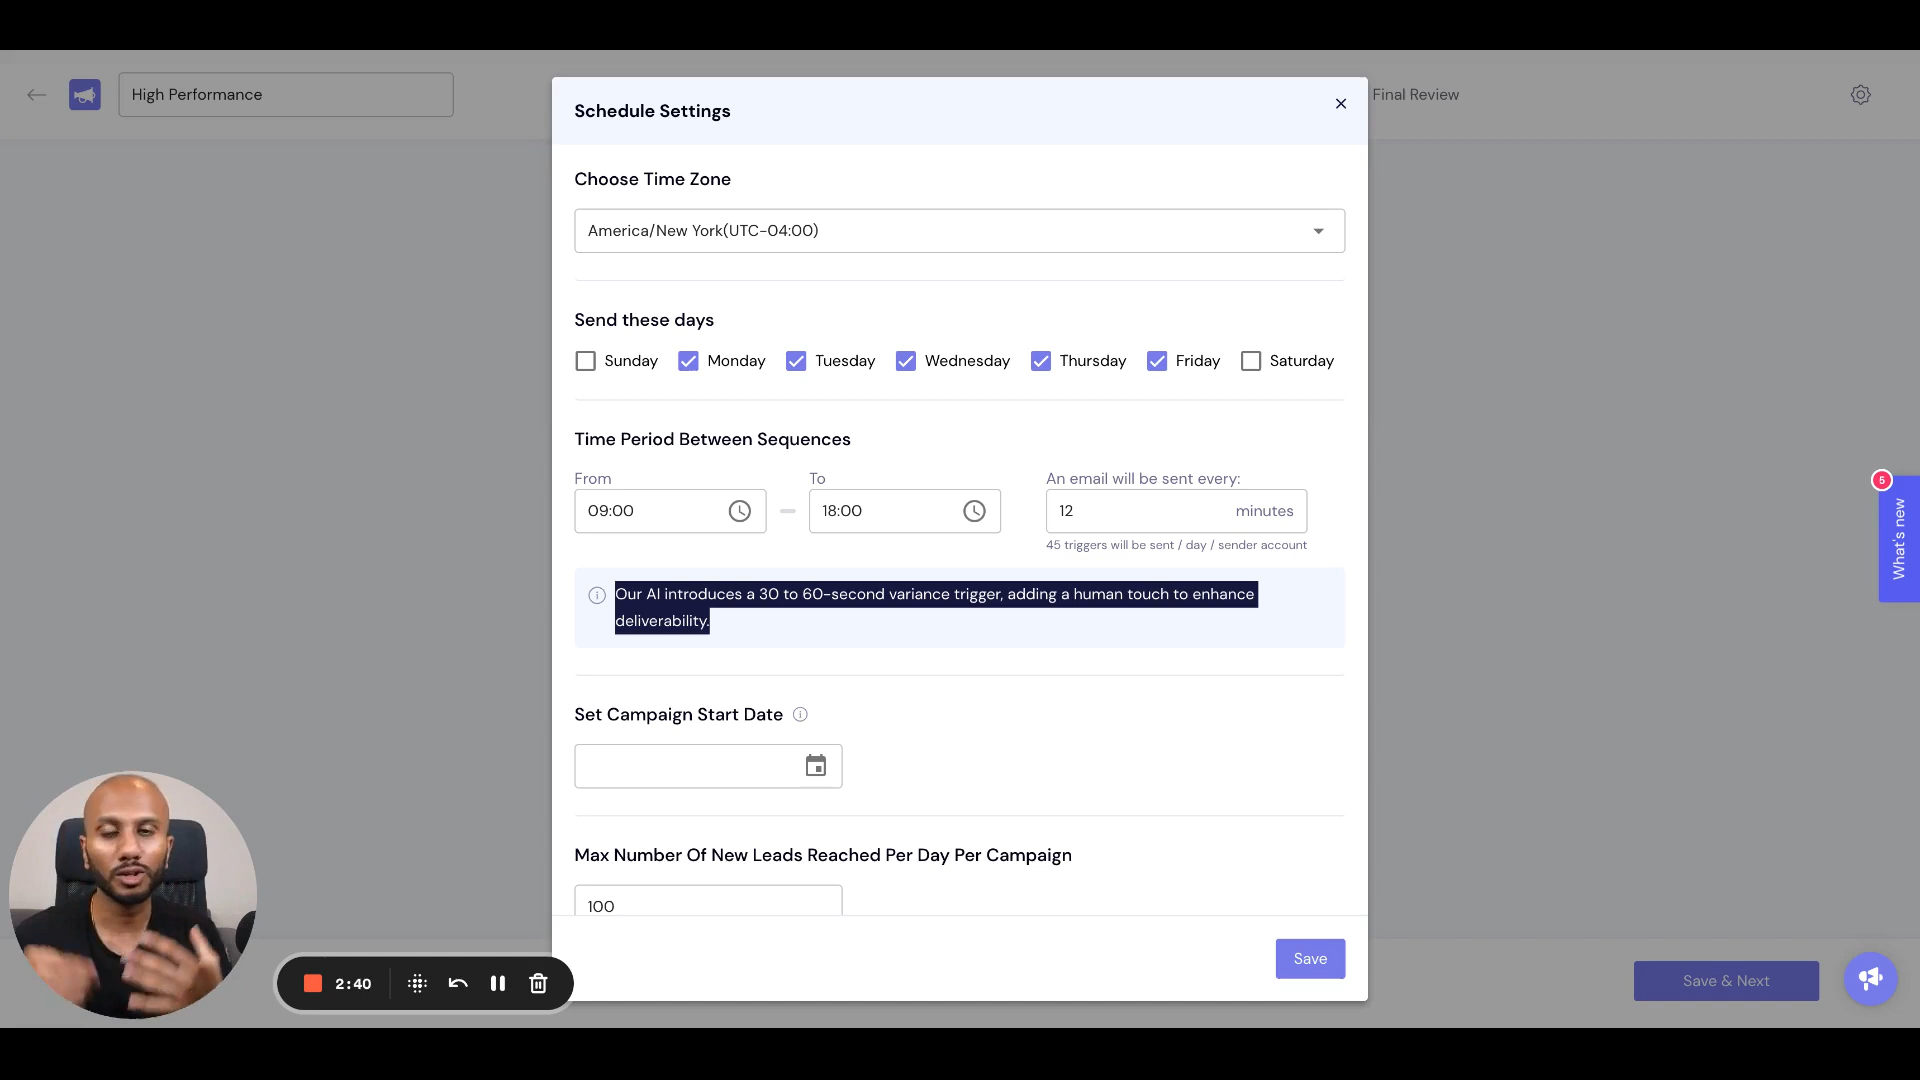 High Performance
Schedule Settings
Final Review
Choose Time Zone
America/New York(UTC-04:00)
Send these days
Sunday Monday Tuesday Wednesday Thursday Friday Saturday
Time Period Between Sequences
From To An email will be sent every:
09:00 18:00 12 minutes
45 triggers will be sent / day / sender account
5
What's new
Our AI introduces a 30 to 60-second variance trigger, adding a human touch to enhance
deliverability.
Set Campaign Start Date
Max Number Of New Leads Reached Per Day Per Campaign
100
Save
2:40
Save & Next